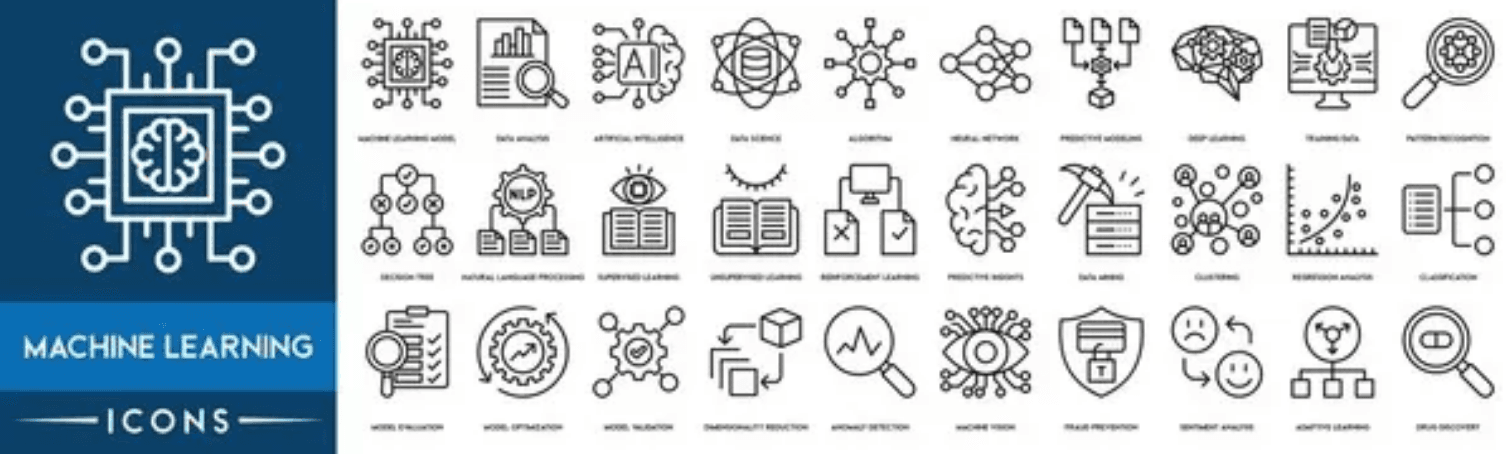 MACHINE LEARNING
ICONS
MACHINE LEARNING MODEL
DATA ANALYSIS
ARTIFICIAL INTELLIGENCE
AI
DATA SCIENCE
ALGORITHM
NEURAL NETWORK
PREDICTIVE MODELING
DEEP LEARNING
TRAINING DATA
PATTERN RECOGNITION
DECISION TREE
NLP
NATURAL LANGUAGE PROCESSING
SUPERVISED LEARNING
UNSUPERVISED LEARNING
REINFORCEMENT LEARNING
PREDICTIVE INSIGHTS
DATA MINING
CLUSTERING
REGRESSION ANALYSIS
CLASSIFICATION
MODEL EVALUATION
MODEL OPTIMIZATION
MODEL VALIDATION
DIMENSIONALITY REDUCTION
ANOMALY DETECTION
MACHINE VISION
FRAUD PREVENTION
T
SENTIMENT ANALYSIS
ADAPTIVE LEARNING
DRUG DISCOVERY